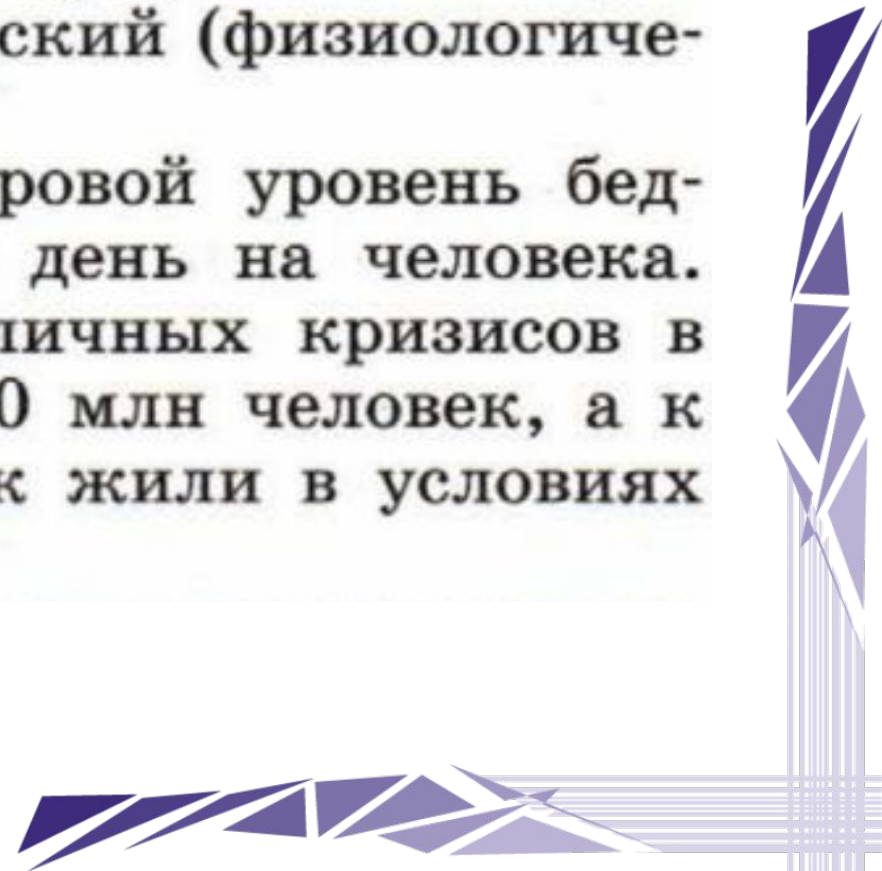 ский (физиологиче-
ровой уровень бед-
день на человека.
личных кризисов в
0 млн человек, а к
к жили в условиях